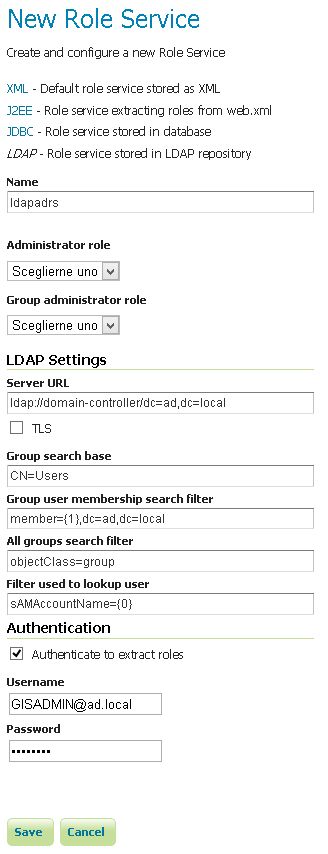 New Role Service
Create and configure a new Role Service
XML - Default role service stored as XML
J2EE - Role service extracting roles from web.xml
JDBC - Role service stored in database
LDAP - Role service stored in LDAP repository
Name
ldapadrs
Administrator role
Sceglierne uno
Group administrator role
Sceglierne uno
LDAP Settings
Server URL
ldap://domain-controller/dc=ad,dc=local
TLS
Group search base
CN=Users
Group user membership search filter
member={1},dc=ad,dc=local
All groups search filter
objectClass=group
Filter used to lookup user
sAMAccountName={0}
Authentication
Authenticate to extract roles
Username
GISADMIN@ad.local
Password
••••••••
Save Cancel